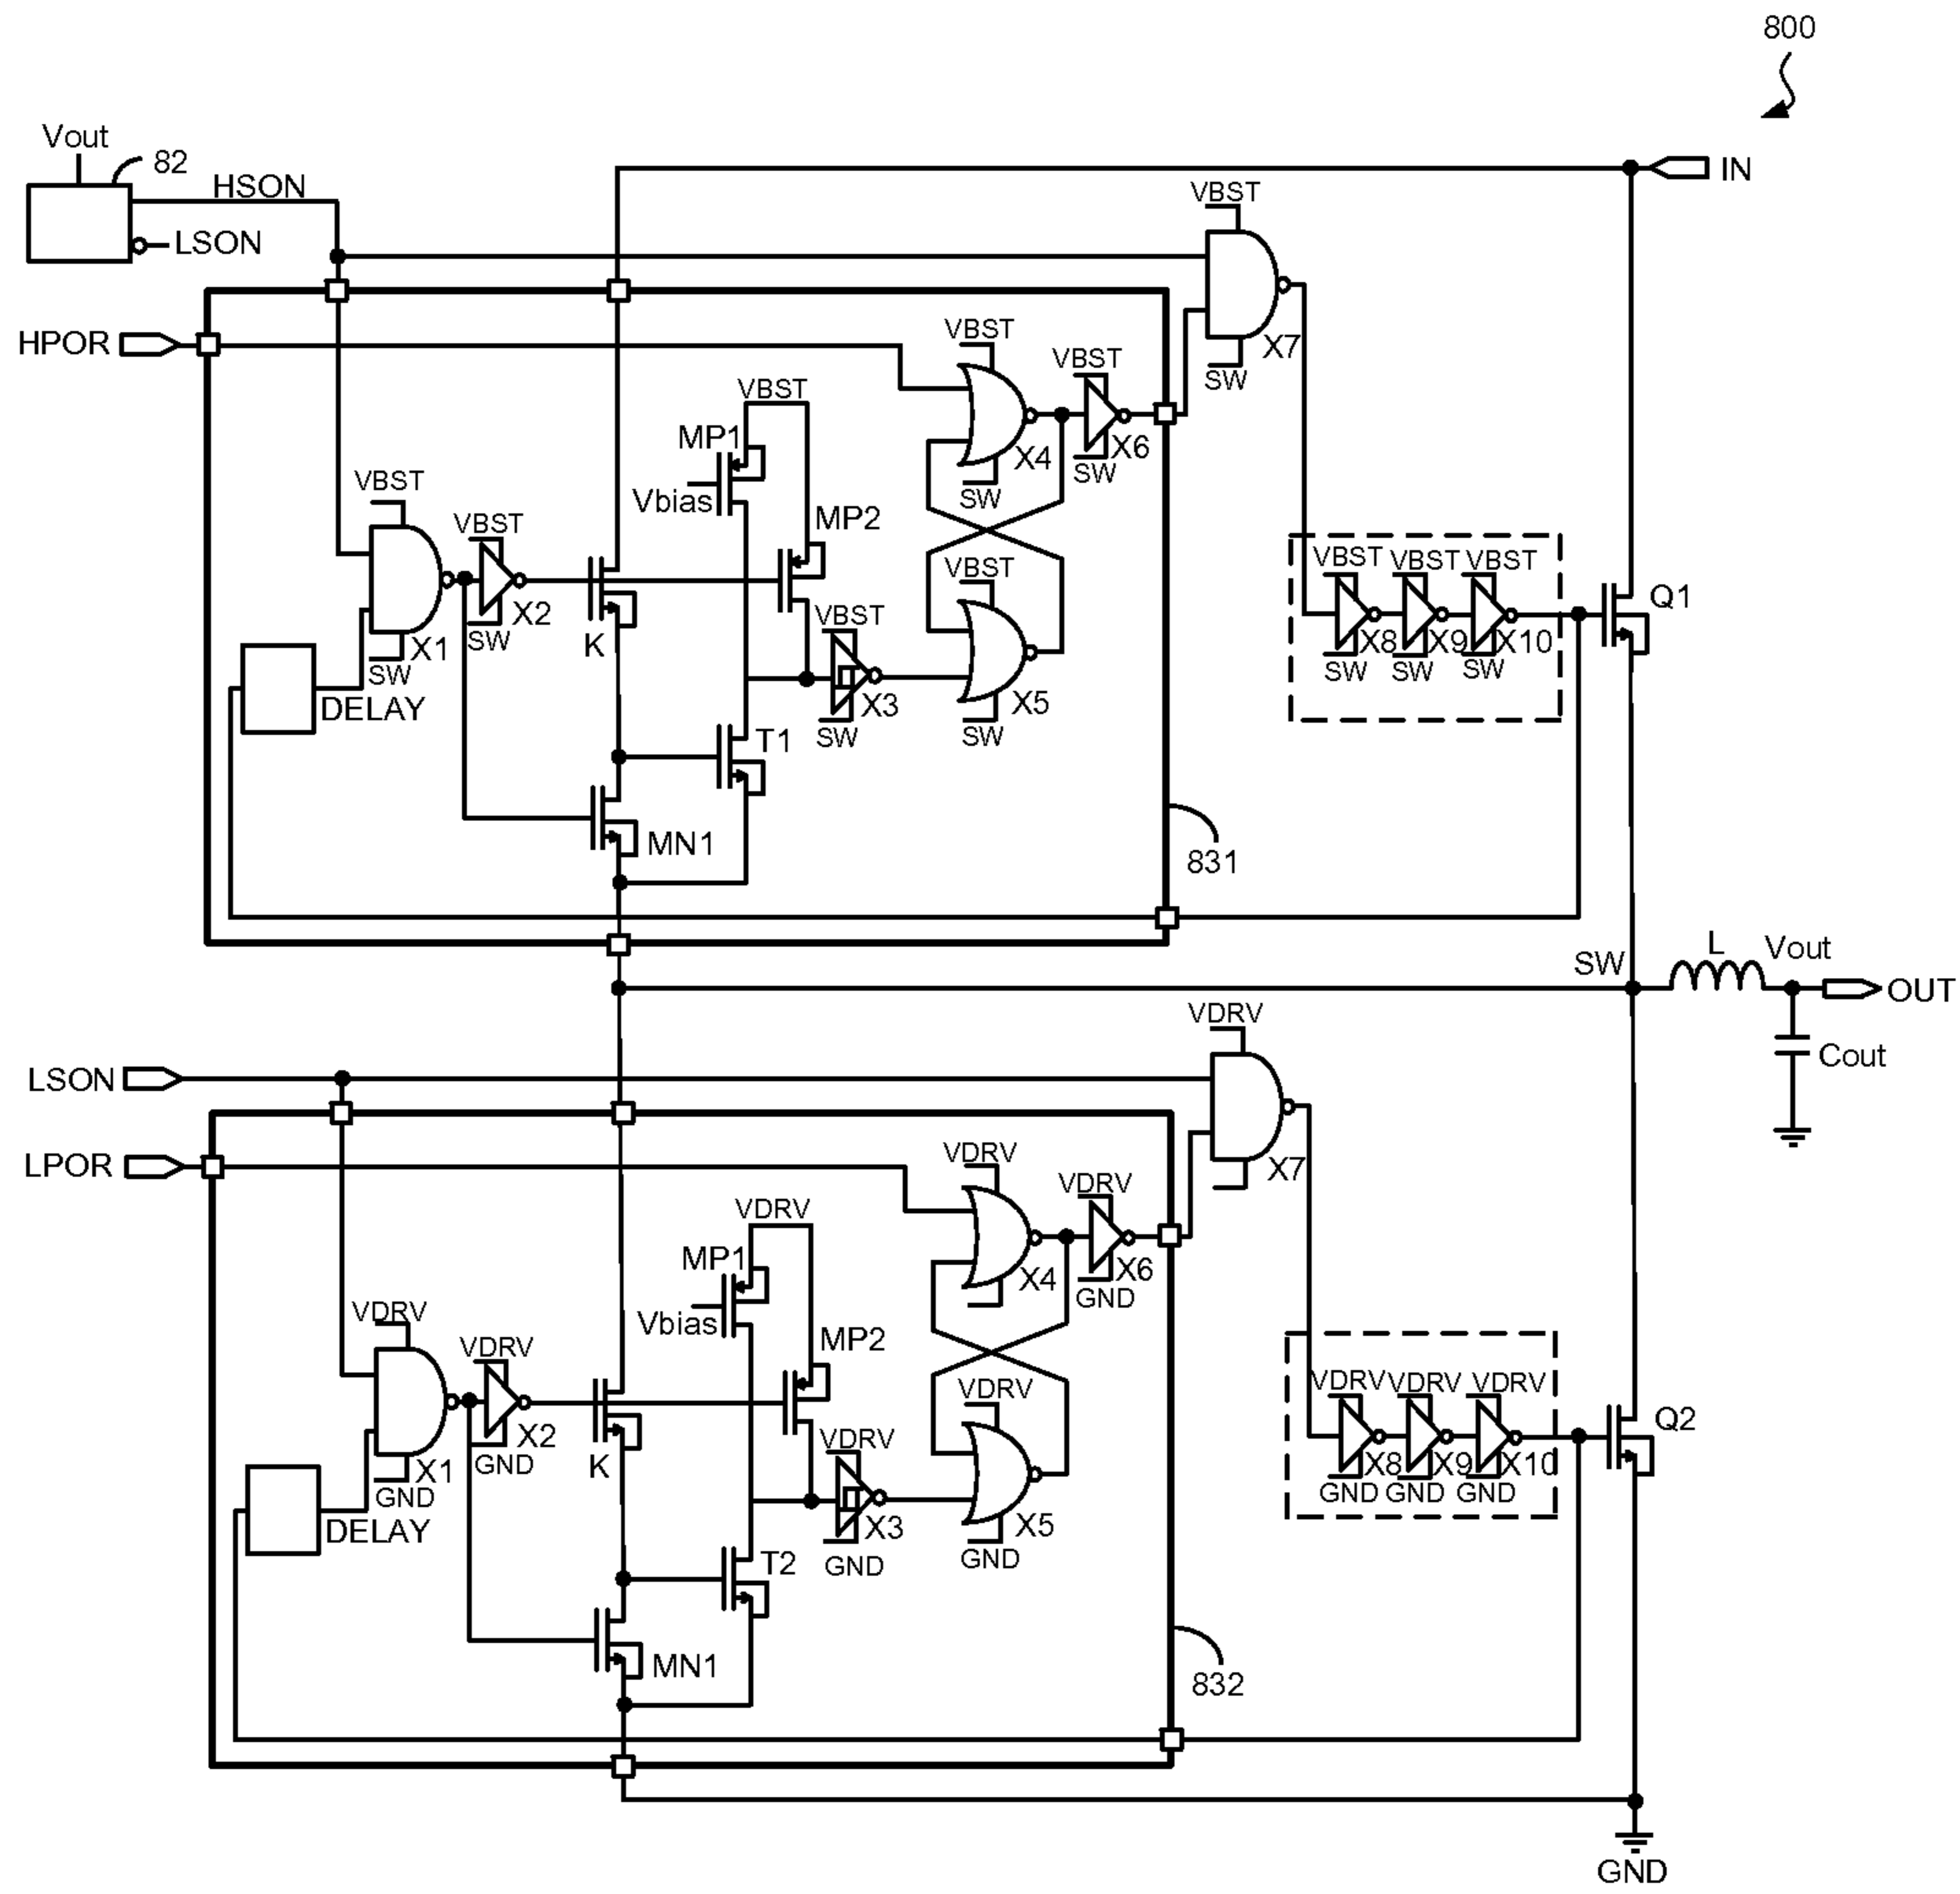 800
Vout
82
HSON
LSON
IN
VBST
X7
SW
HPOR
VBST
X4
SW
VBST
X6
SW
VBST
MP1
Vbias
MP2
VBST
X1
SW
VBST
X2
SW
K
DELAY
VBST
X3
SW
VBST
X5
SW
T1
MN1
831
VBST
VBST
VBST
X8
X9
X10
SW
SW
SW
Q1
SW
L
Vout
OUT
Cout
LSON
VDRV
X7
LPOR
VDRV
X4
VDRV
X6
GND
VDRV
MP1
Vbias
MP2
VDRV
X1
GND
VDRV
X2
GND
K
DELAY
VDRV
X3
GND
VDRV
X5
GND
T2
MN1
832
VDRV
VDRV
VDRV
X8
X9
X10
GND
GND
GND
Q2
GND